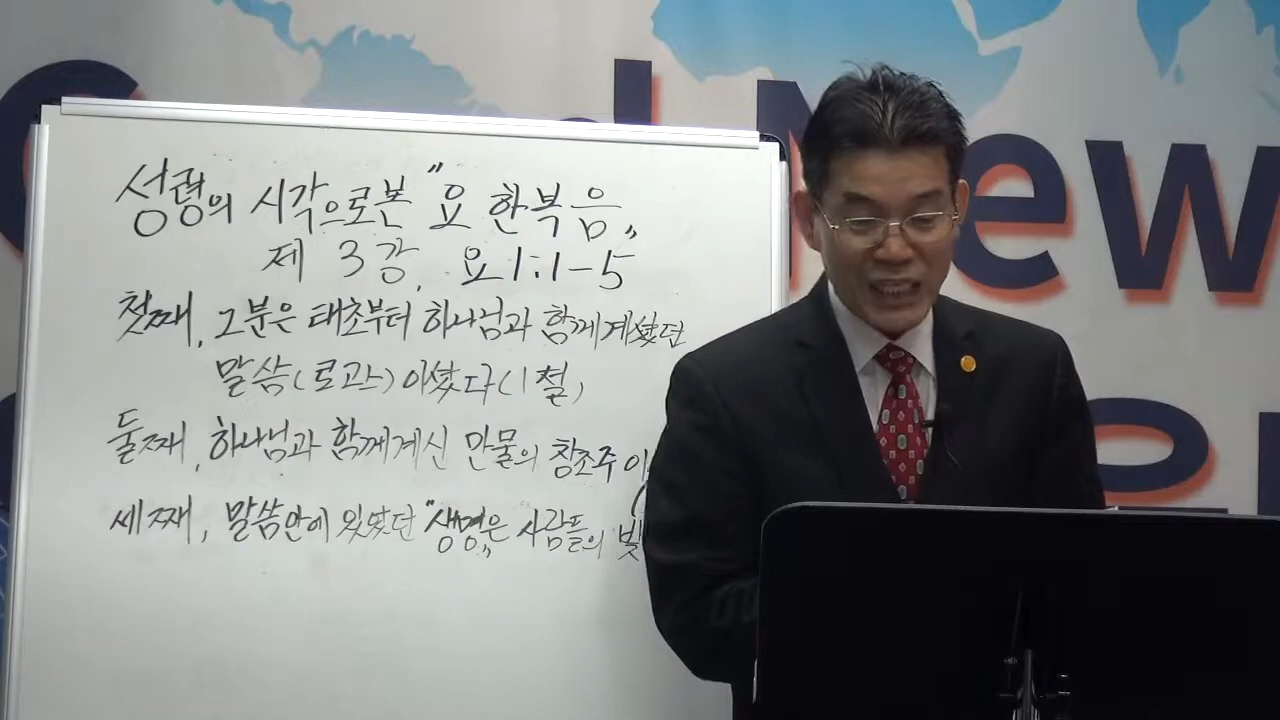 성령의 시각으로본 "요한복음"
제 3강, 요1:1-5
첫째, 그분은 태초부터 하나님과 함께계셨던
말씀(로고스)이셨다(1절)
둘째, 하나님과 함께계신 만물의 창조주
세째, 말씀안에 있었던 "생명"은 사람들의 빛
New